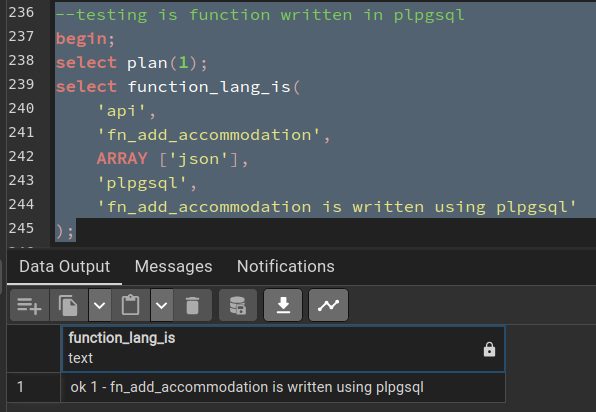 236 --testing is function written in plpgsql
237 begin;
238 select plan(1);
239 select function_lang_is(
240 'api',
241 'fn_add_accommodation',
242 ARRAY ['json'],
243 'plpgsql',
244 'fn_add_accommodation is written using plpgsql'
245 );
Data Output Messages Notifications
function_lang_is
text
1 ok 1 - fn_add_accommodation is written using plpgsql